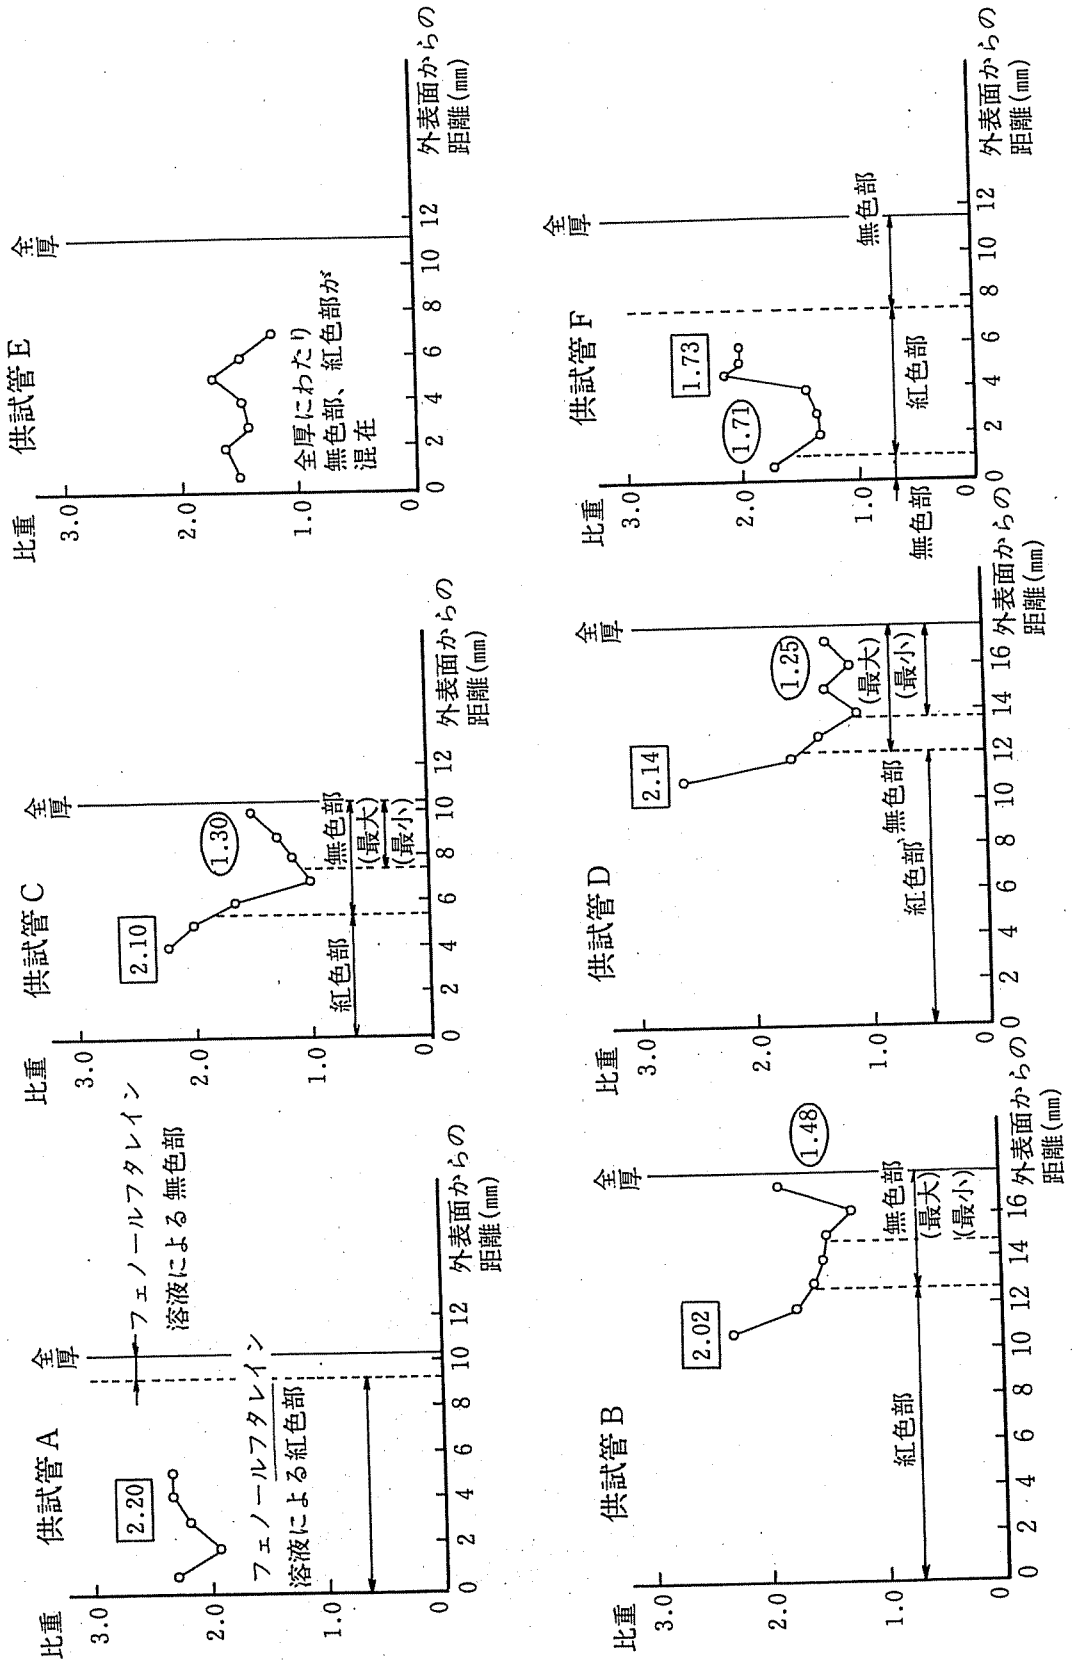 供試管A
比重
3.0
2.0
1.0
0
0 2 4 6 8 10 12
外表面からの
距離(mm)
全厚
2.20
フェノールフタレイン
溶液による無色部
フェノールフタレイン
溶液による紅色部
供試管C
比重
3.0
2.0
1.0
0
0 2 4 6 8 10 12
外表面からの
距離(mm)
全厚
2.10
1.30
紅色部
無色部
(最大)
(最小)
供試管E
比重
3.0
2.0
1.0
0
0 2 4 6 8 10 12
外表面からの
距離(mm)
全厚
全厚にわたり
無色部、紅色部が
混在
供試管B
比重
3.0
2.0
1.0
0
0 2 4 6 8 10 12 14 16
外表面からの
距離(mm)
全厚
2.02
1.48
紅色部
無色部
(最大)
(最小)
供試管D
比重
3.0
2.0
1.0
0
0 2 4 6 8 10 12 14 16
外表面からの
距離(mm)
全厚
2.14
1.25
紅色部
無色部
(最大)
(最小)
供試管F
比重
3.0
2.0
1.0
0
0 2 4 6 8 10 12
外表面からの
距離(mm)
全厚
1.71
1.73
無色部
紅色部
無色部